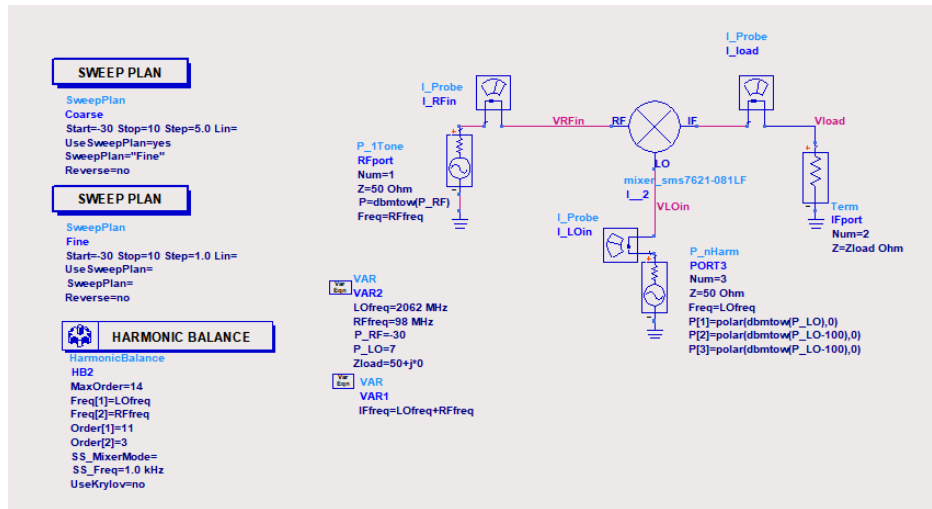 SWEEP PLAN
SweepPlan
Coarse
Start=-30 Stop=10 Step=5.0 Lin=
UseSweepPlan=yes
SweepPlan="Fine"
Reverse=no
SWEEP PLAN
SweepPlan
Fine
Start=-30 Stop=10 Step=1.0 Lin=
UseSweepPlan=
SweepPlan=
Reverse=no
HARMONIC BALANCE
HarmonicBalance
HB2
MaxOrder=14
Freq[1]=LOfreq
Freq[2]=RFfreq
Order[1]=11
Order[2]=3
SS_MixerMode=
SS_Freq=1.0 kHz
UseKrylov=no
I_Probe
I_RFin
P_1Tone
RFport
Num=1
Z=50 Ohm
P=dbmtow(P_RF)
Freq=RFfreq
VRFin
RF
IF
LO
mixer_sms7621-081LF
I__2
VLOin
I_Probe
I_load
Vload
Term
IFport
Num=2
Z=Zload Ohm
I_Probe
I_LOin
P_nHarm
PORT3
Num=3
Z=50 Ohm
Freq=LOfreq
P[1]=polar(dbmtow(P_LO),0)
P[2]=polar(dbmtow(P_LO-100),0)
P[3]=polar(dbmtow(P_LO-100),0)
Var
Eqn
VAR
VAR2
LOfreq=2062 MHz
RFfreq=98 MHz
P_RF=-30
P_LO=7
Zload=50+j*0
Var
Eqn
VAR
VAR1
IFfreq=LOfreq+RFfreq